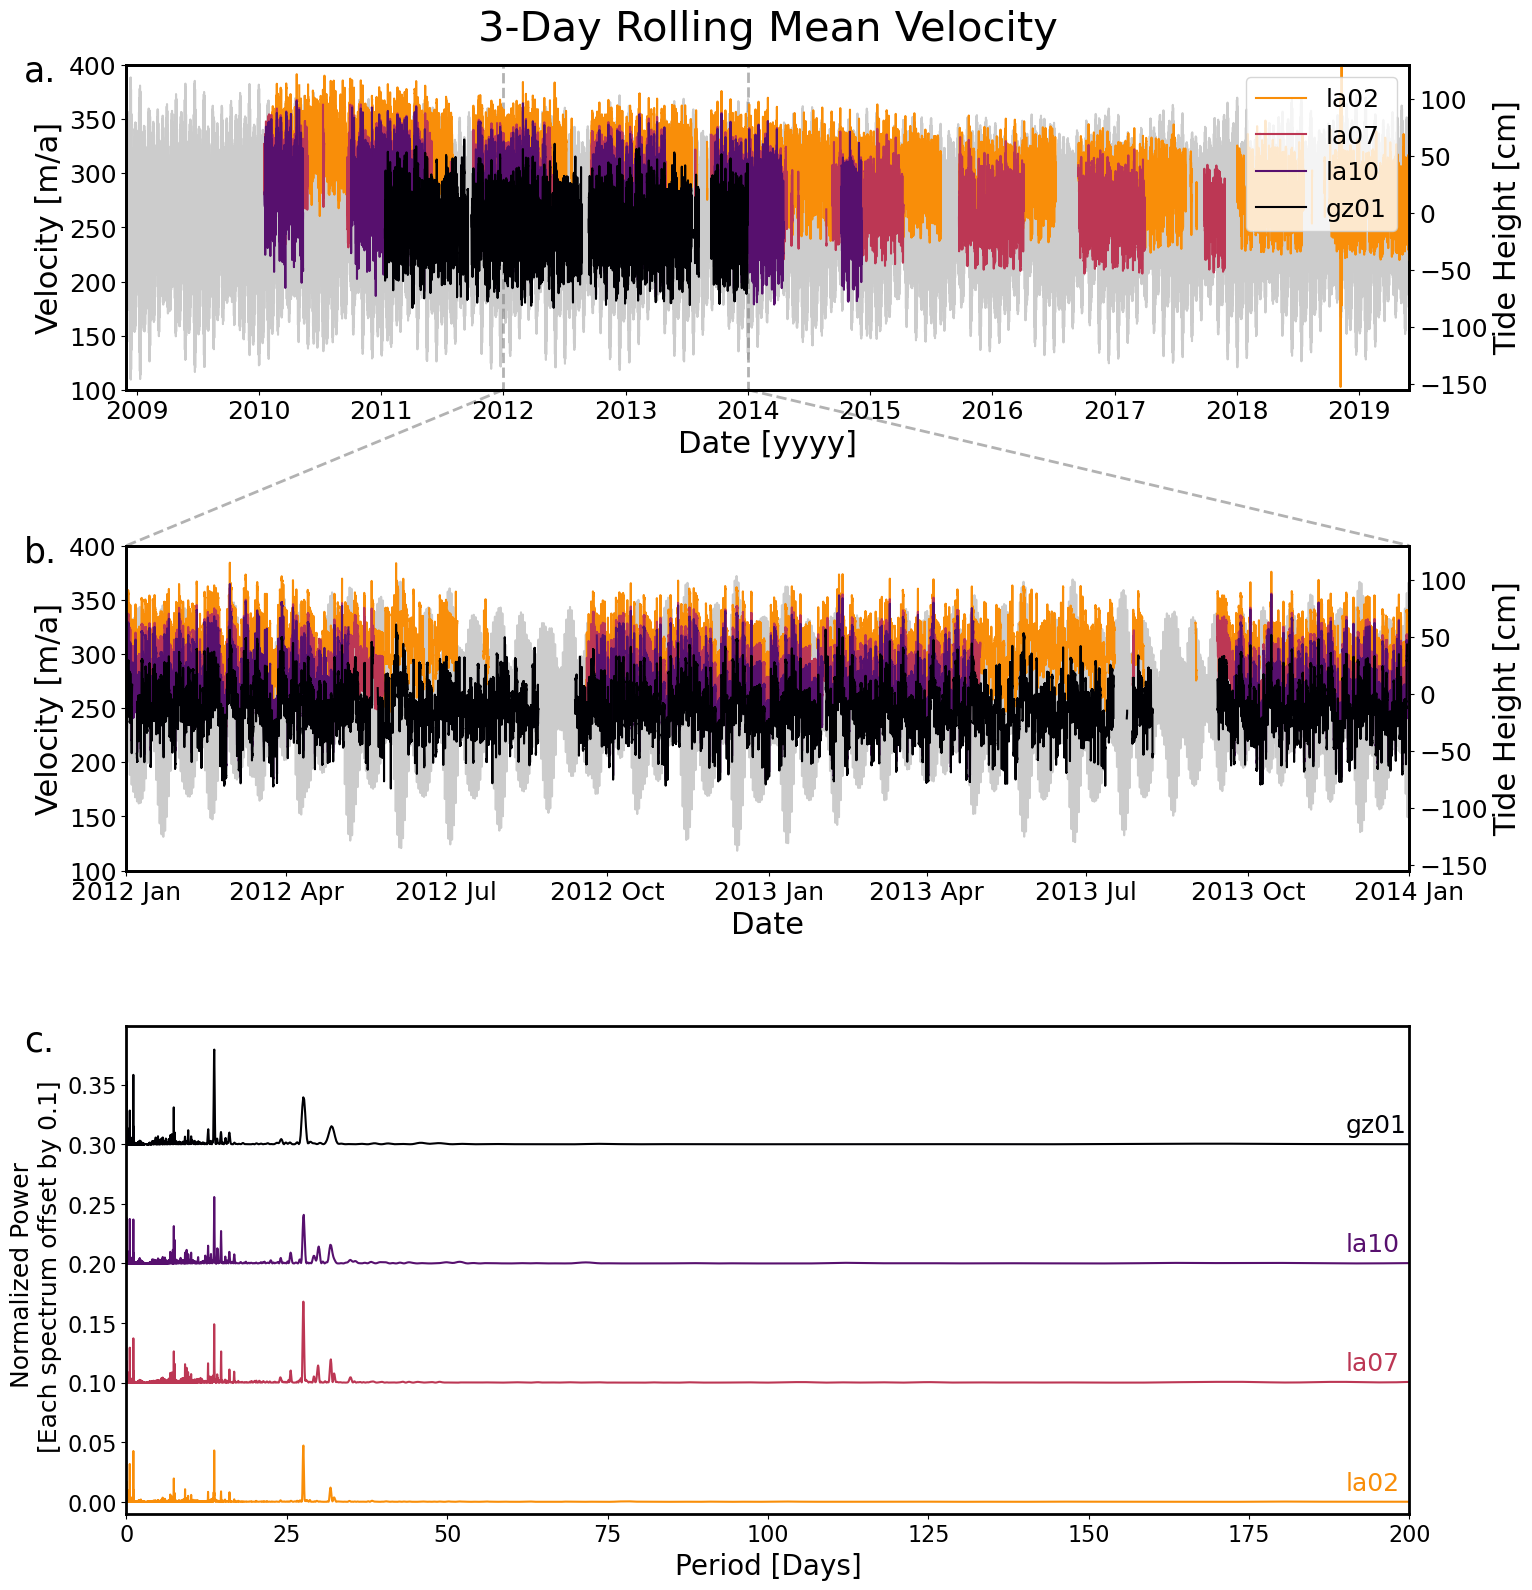 3-Day Rolling Mean Velocity
a.
400
350
300
250
200
150
100
Velocity [m/a]
100
50
0
−50
−100
−150
Tide Height [cm]
la02
la07
la10
gz01
2009 2010 2011 2012 2013 2014 2015 2016 2017 2018 2019
Date [yyyy]
b.
400
350
300
250
200
150
100
Velocity [m/a]
100
50
0
−50
−100
−150
Tide Height [cm]
2012 Jan 2012 Apr 2012 Jul 2012 Oct 2013 Jan 2013 Apr 2013 Jul 2013 Oct 2014 Jan
Date
c.
0.35
0.30
0.25
0.20
0.15
0.10
0.05
0.00
Normalized Power
[Each spectrum offset by 0.1]
gz01
la10
la07
la02
0 25 50 75 100 125 150 175 200
Period [Days]